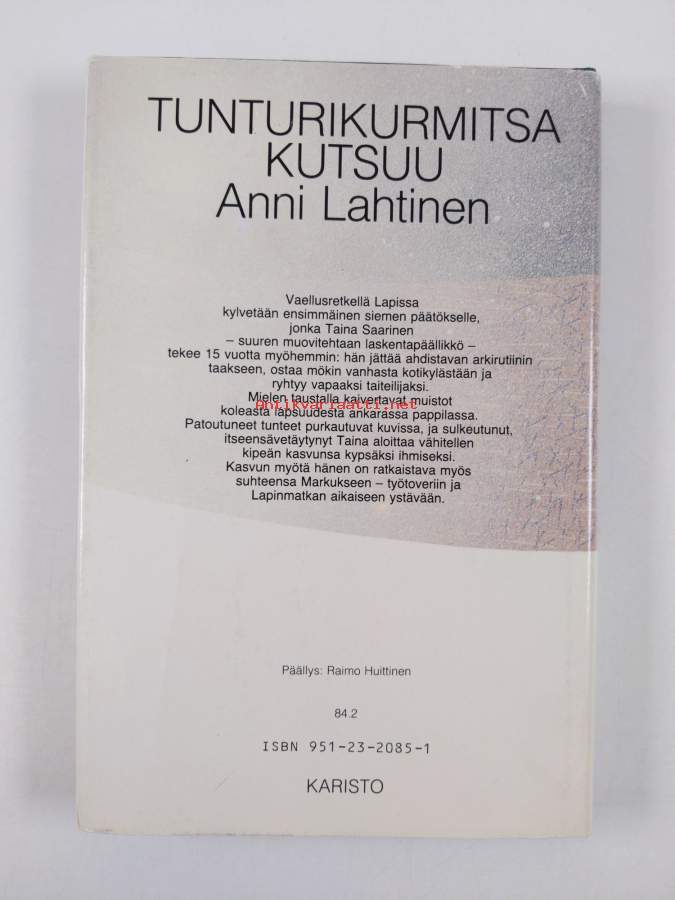 TUNTURIKURMITSA
KUTSUU
Anni Lahtinen
Vaellusretkellä Lapissa
kylvetään ensimmäinen siemen päätökselle,
jonka Taina Saarinen
– suuren muovitehtaan laskentapäällikkö –
tekee 15 vuotta myöhemmin: hän jättää ahdistavan arkirutiinin
taakseen, ostaa mökin vanhasta kotikylästään ja
ryhtyy vapaaksi taiteilijaksi.
Mielen taustalla kaivertavat muistot
Antikvariaatti.net
koleasta lapsuudesta ankarassa pappilassa.
Patoutuneet tunteet purkautuvat kuvissa, ja sulkeutunut,
itseensävetäytynyt Taina aloittaa vähitellen
kipeän kasvunsa kypsäksi ihmiseksi.
Kasvun myötä hänen on ratkaistava myös
suhteensa Markukseen – työtoveriin ja
Lapinmatkan aikaiseen ystävään.
Päällys: Raimo Huittinen
84.2
ISBN 951-23-2085-1
KARISTO